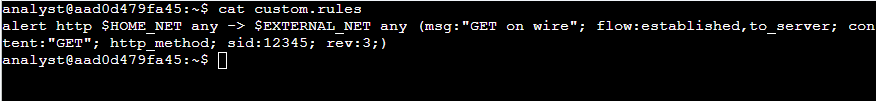 analyst@aad0d479fa45:~$ cat custom.rules
alert http $HOME_NET any -> $EXTERNAL_NET any (msg:"GET on wire"; flow:established,to_server; con
tent:"GET"; http_method; sid:12345; rev:3;)
analyst@aad0d479fa45:~$